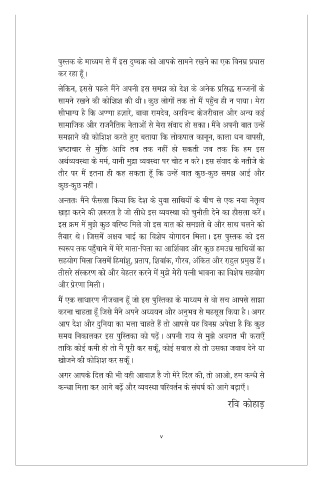 पुस्तक के माध्यम से मैं इस दुष्चक्र को आपके सामने रखने का एक विनम्र प्रयास
कर रहा हूँ।
लेकिन, इससे पहले मैंने अपनी इस समझ को देश के अनेक प्रसिद्ध सज्जनों के
सामने रखने की कोशिश की थी। कुछ लोगों तक तो मैं पहुँच ही न पाया। मेरा
सौभाग्य है कि अण्णा हज़ारे, बाबा रामदेव, अरविन्द केजरीवाल और अन्य कई
सामाजिक और राजनैतिक नेताओं से मेरा संवाद हो सका। मैंने अपनी बात उन्हें
समझाने की कोशिश करते हुए बताया कि लोकपाल कानून, काला धन वापसी,
भ्रष्टाचार से मुक्ति आदि तब तक नहीं हो सकती जब तक कि हम इस
अर्थव्यवस्था के मर्म, यानी मुद्रा व्यवस्था पर चोट न करें। इस संवाद के नतीजे के
तौर पर मैं इतना ही कह सकता हूँ कि उन्हें बात कुछ-कुछ समझ आई और
कुछ-कुछ नहीं।
अन्ततः मैंने फैसला किया कि देश के युवा साथियों के बीच से एक नया नेतृत्व
खड़ा करने की ज़रूरत है जो सीधे इस व्यवस्था को चुनौती देने का हौसला करें।
इस क्रम में मुझे कुछ वरिष्ठ मिले जो इस बात को समझते थे और साथ चलने को
तैयार थे। जिसमें अक्षय भाई का विशेष योगदान मिला। इस पुस्तक को इस
स्वरूप तक पहुँचाने में मेरे माता-पिता का आर्शिवाद और कुछ हमउम्र साथियों का
सहयोग मिला जिसमें हिमांशु, प्रताप, शिवांक, गौरव, अंकित और राहुल प्रमुख हैं।
तीसरे संस्करण को और बेहतर करने में मुझे मेरी पत्नी भावना का विशेष सहयोग
और प्रेरणा मिली।
मैं एक साधारण नौजवान हूँ जो इस पुस्तिका के माध्यम से वो सच आपसे साझा
करना चाहता हूँ जिसे मैंने अपने अध्ययन और अनुभव से महसूस किया है। अगर
आप देश और दुनिया का भला चाहते हैं तो आपसे यह विनम्र अपेक्षा है कि कुछ
समय निकालकर इस पुस्तिका को पढ़ें। अपनी राय से मुझे अवगत भी कराएँ
ताकि कोई कमी हो तो मैं पूरी कर सकूँ, कोई सवाल हो तो उसका जवाब देने या
खोजने की कोशिश कर सकूँ।
अगर आपके दिल की भी वही आवाज़ है जो मेरे दिल की, तो आओ, हम कन्धे से
कन्धा मिला कर आगे बढ़ें और व्यवस्था परिवर्तन के संघर्ष को आगे बढ़ाएँ।
रवि कोहाड़
v